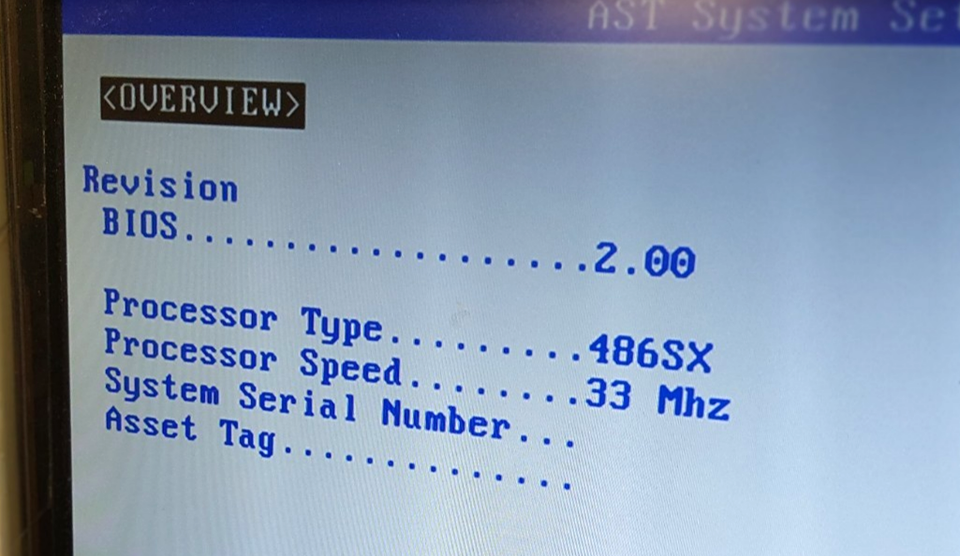 AST System
<OVERVIEW>
Revision
BIOS....................2.00
Processor Type..........486SX
Processor Speed.........33 Mhz
System Serial Number...
Asset Tag...............